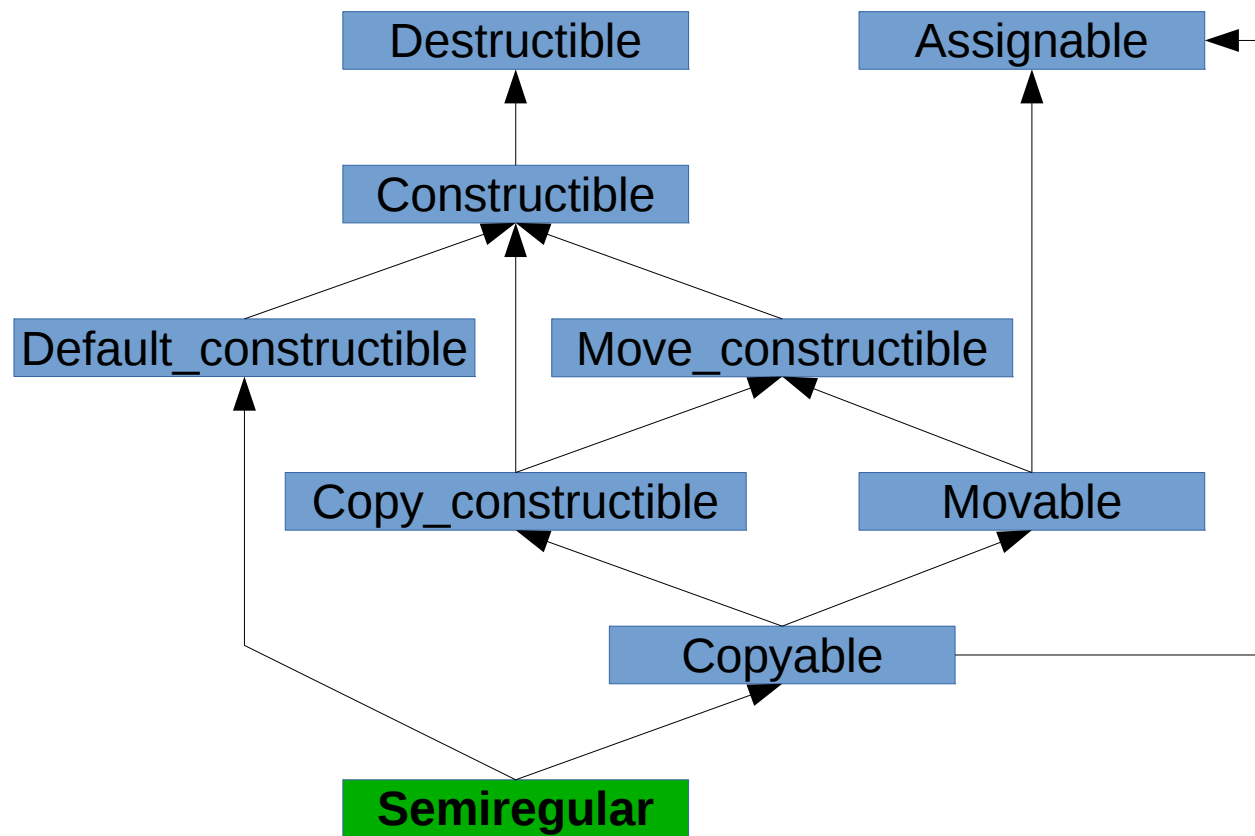 Destructible
Assignable
Constructible
Default_constructible
Move_constructible
Copy_constructible
Movable
Copyable
Semiregular